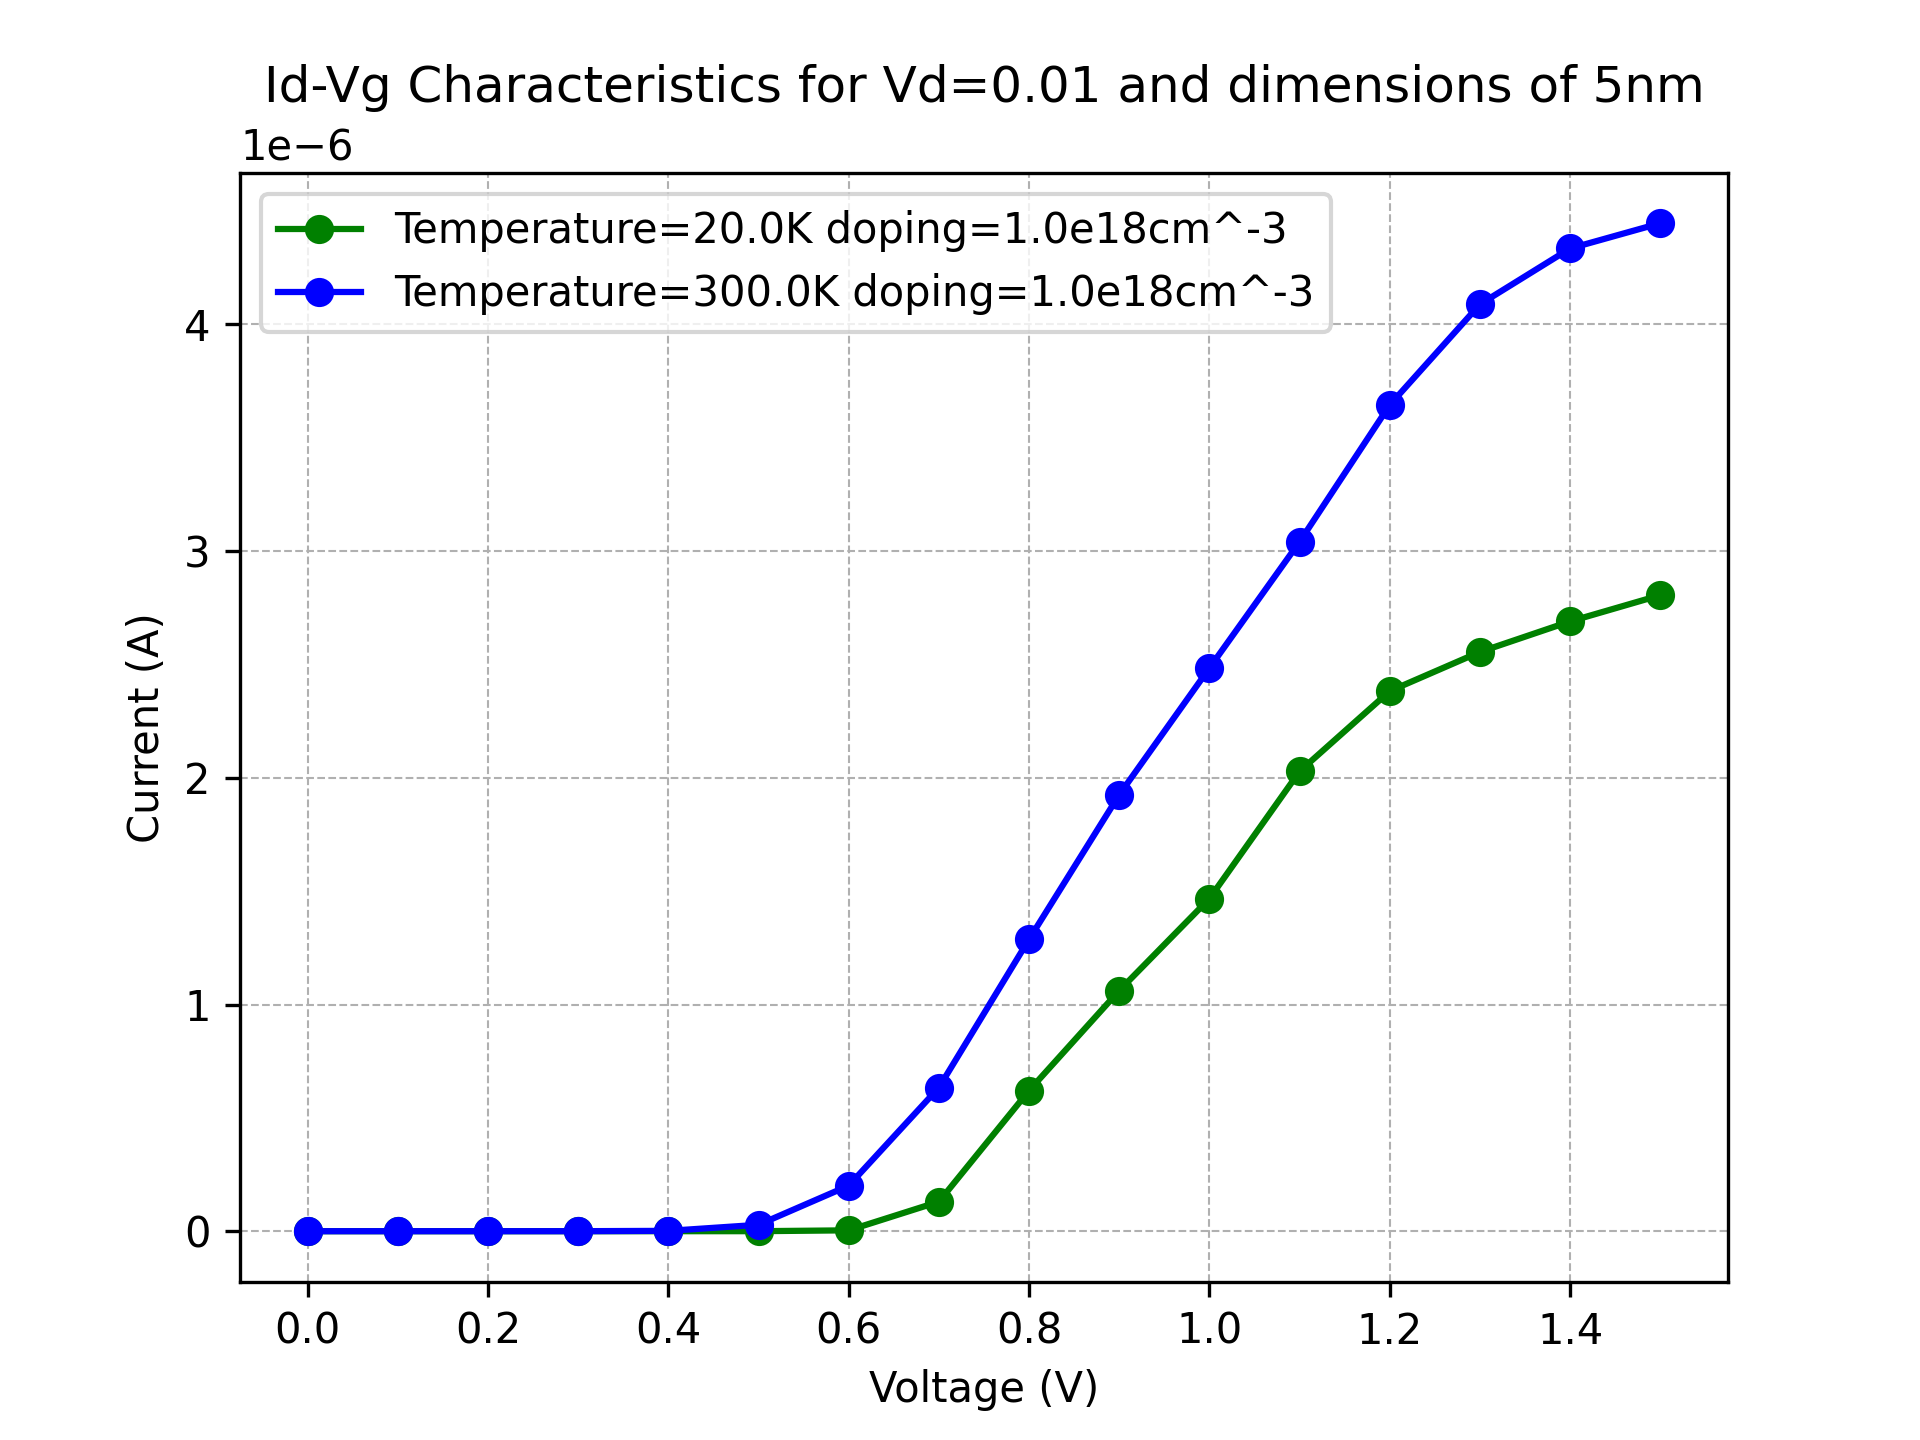 Id-Vg Characteristics for Vd=0.01 and dimensions of 5nm
1e−6
Temperature=20.0K doping=1.0e18cm^-3
Temperature=300.0K doping=1.0e18cm^-3
4
3
2
1
0
Current (A)
0.0 0.2 0.4 0.6 0.8 1.0 1.2 1.4
Voltage (V)